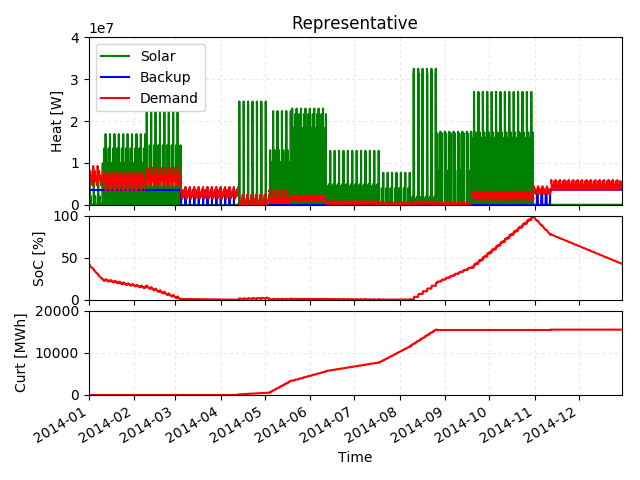 Representative
1e7
4
3
2
1
0
Heat [W]
Solar
Backup
Demand
100
50
0
SoC [%]
20000
10000
0
Curt [MWh]
2014-01
2014-02
2014-03
2014-04
2014-05
2014-06
2014-07
2014-08
2014-09
2014-10
2014-11
2014-12
Time